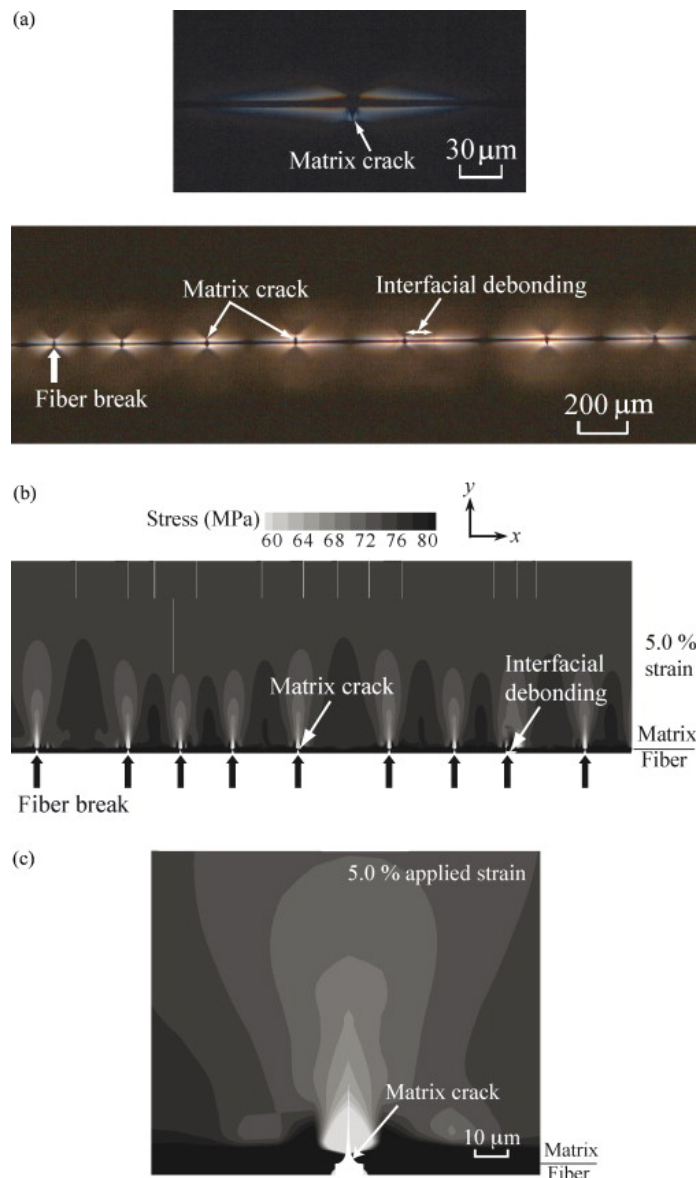 (a)
Matrix crack
30 μm
Matrix crack
Interfacial debonding
Fiber break
200 μm
(b)
Stress (MPa)
60 64 68 72 76 80
y
x
5.0 %
strain
Matrix crack
Interfacial
debonding
Matrix
Fiber
Fiber break
(c)
5.0 % applied strain
Matrix crack
10 μm
Matrix
Fiber